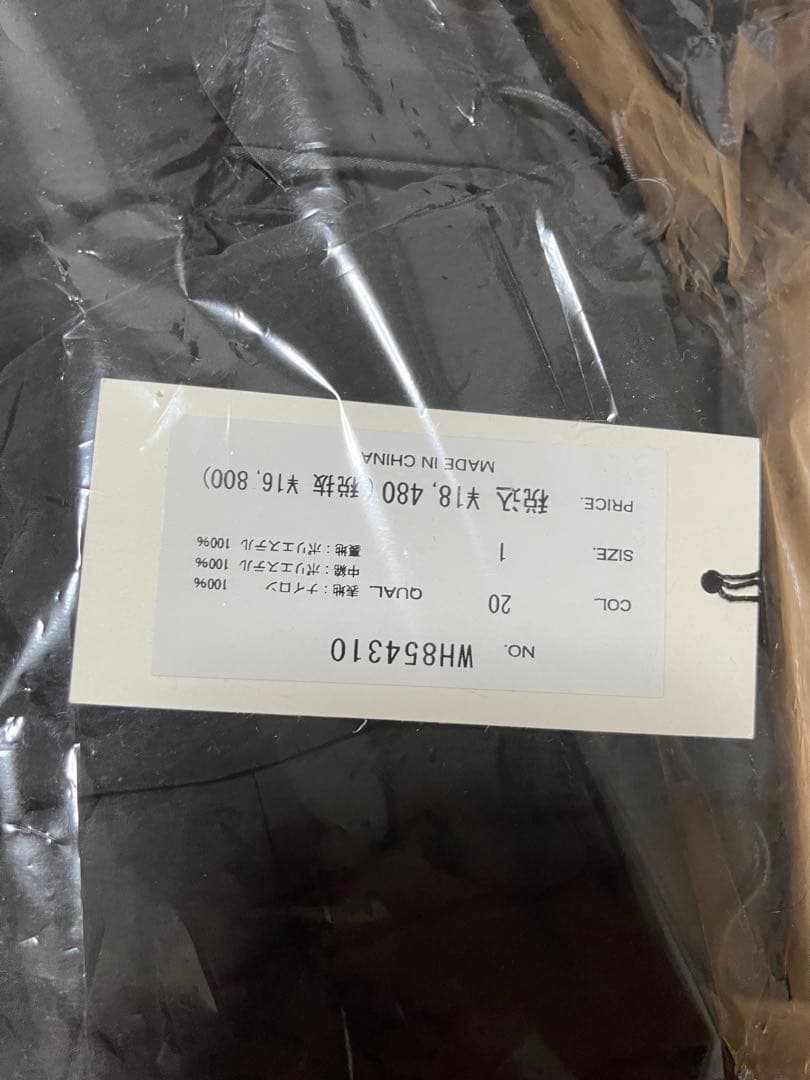 NO. WH854310
COL. 20 QUAL. 表地：ナイロン 100%
中綿：ポリエステル 100%
SIZE. 1 裏地：ポリエステル 100%
PRICE. 税込 ¥18,480 (税抜 ¥16,800)
MADE IN CHINA